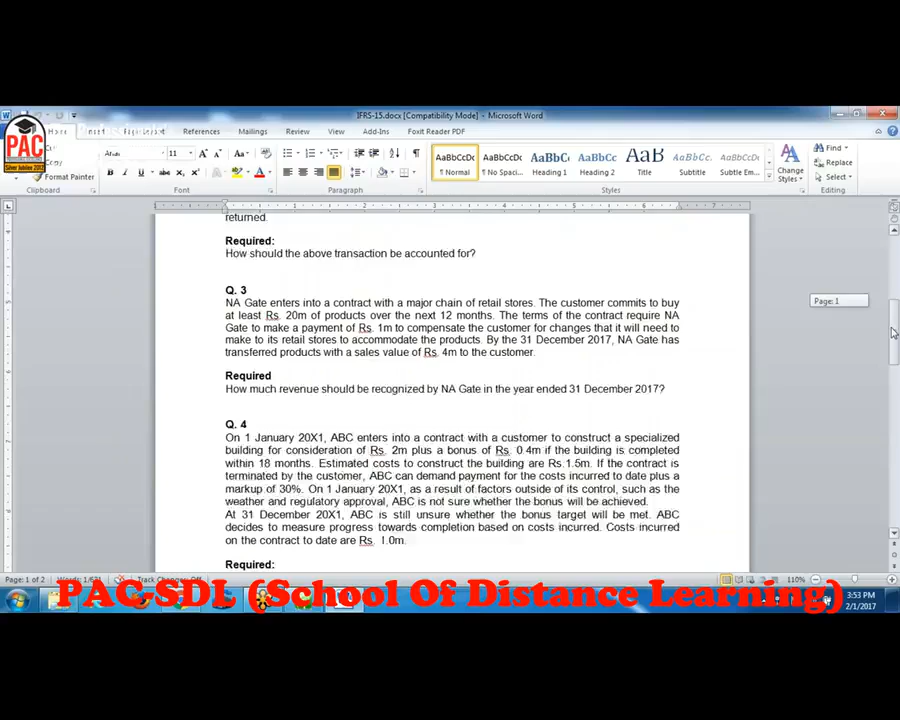 IFRS-15.docx [Compatibility Mode] - Microsoft Word
References Mailings Review View Add-Ins Foxit Reader PDF
PAC
Silver Jubilee 2012
Format Painter
11
AaBbCcDc AaBbCcDc AaBbC AaBbCc AaB AaBbCc. AaBbCcDc
¶ Normal ¶ No Spaci... Heading 1 Heading 2 Title Subtitle Subtle Em...
Change Styles
Find
Replace
Select
Clipboard Font Paragraph Styles Editing
returned.
Required:
How should the above transaction be accounted for?
Q. 3
NA Gate enters into a contract with a major chain of retail stores. The customer commits to buy
at least Rs. 20m of products over the next 12 months. The terms of the contract require NA
Gate to make a payment of Rs. 1m to compensate the customer for changes that it will need to
make to its retail stores to accommodate the products. By the 31 December 2017, NA Gate has
transferred products with a sales value of Rs. 4m to the customer.
Required
How much revenue should be recognized by NA Gate in the year ended 31 December 2017?
Q. 4
On 1 January 20X1, ABC enters into a contract with a customer to construct a specialized
building for consideration of Rs. 2m plus a bonus of Rs. 0.4m if the building is completed
within 18 months. Estimated costs to construct the building are Rs.1.5m. If the contract is
terminated by the customer, ABC can demand payment for the costs incurred to date plus a
markup of 30%. On 1 January 20X1, as a result of factors outside of its control, such as the
weather and regulatory approval, ABC is not sure whether the bonus will be achieved.
At 31 December 20X1, ABC is still unsure whether the bonus target will be met. ABC
decides to measure progress towards completion based on costs incurred. Costs incurred
on the contract to date are Rs. 1.0m.
Required:
Page: 1
Page: 1 of 2 Words: Track Changes: Off 110%
PAC-SDL (School Of Distance Learning)
3:53 PM
2/1/2017